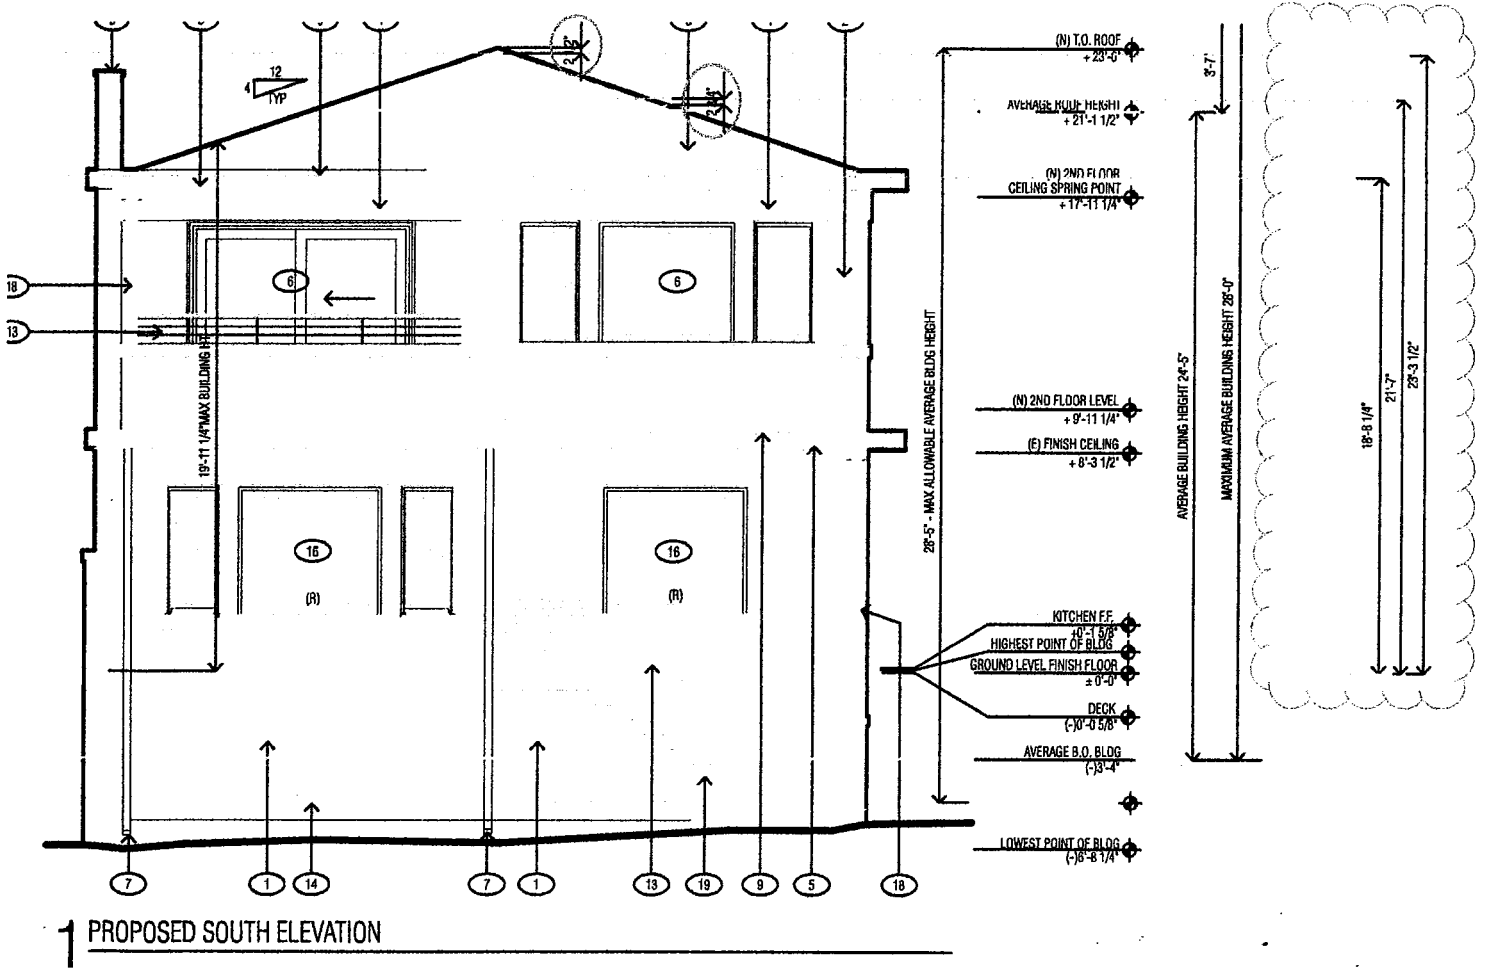 12
4
TYP
2"
(N) T.O. ROOF
+ 23'-6"
AVERAGE ROOF HEIGHT
+ 21'-1 1/2"
(N) 2ND FLOOR
CEILING SPRING POINT
+ 17'-11 1/4"
3'-7"
6
6
18
13
19'-11 1/4" MAX BUILDING
28'-5" - MAX ALLOWABLE AVERAGE BLDG HEIGHT
AVERAGE BUILDING HEIGHT 24'-5"
MAXIMUM AVERAGE BUILDING HEIGHT 28'-0"
18'-8 1/4"
21'-7"
23'-3 1/2"
(N) 2ND FLOOR LEVEL
+ 9'-11 1/4"
(E) FINISH CEILING
+ 8'-3 1/2"
16
(R)
16
(R)
KITCHEN F.F.
+0'-1 5/8"
HIGHEST POINT OF BLDG
GROUND LEVEL FINISH FLOOR
± 0'-0"
DECK
(-)0'-0 5/8"
AVERAGE B.O. BLDG
(-)3'-4"
LOWEST POINT OF BLDG
(-)6'-8 1/4"
7 1 14 7 1 13 19 9 5 18
1 PROPOSED SOUTH ELEVATION